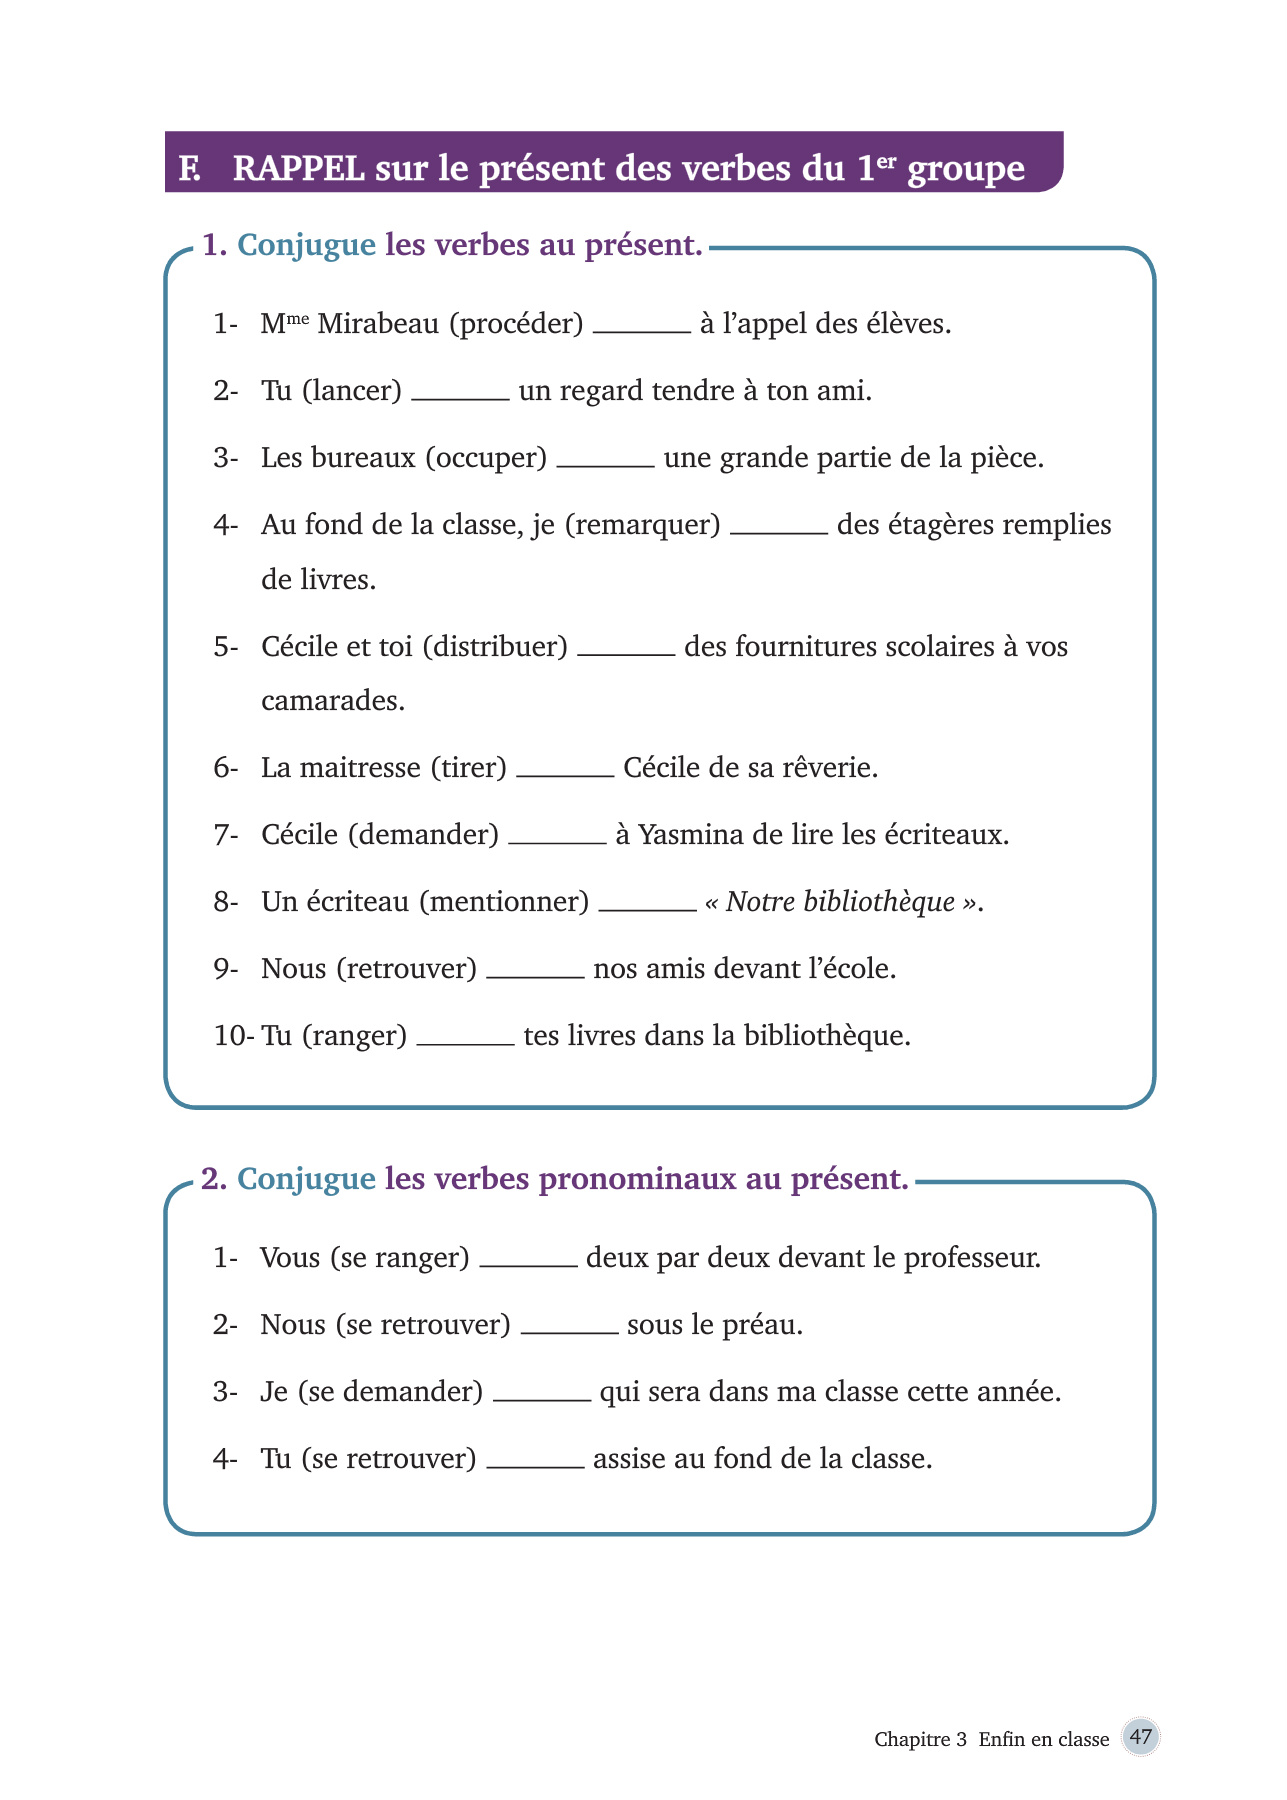 F. RAPPEL sur le présent des verbes du 1er groupe
1. Conjugue les verbes au présent.
1- Mme Mirabeau (procéder) _______ à l’appel des élèves.
2- Tu (lancer) _______ un regard tendre à ton ami.
3- Les bureaux (occuper) _______ une grande partie de la pièce.
4- Au fond de la classe, je (remarquer) _______ des étagères remplies
de livres.
5- Cécile et toi (distribuer) _______ des fournitures scolaires à vos
camarades.
6- La maitresse (tirer) _______ Cécile de sa rêverie.
7- Cécile (demander) _______ à Yasmina de lire les écriteaux.
8- Un écriteau (mentionner) _______ « Notre bibliothèque ».
9- Nous (retrouver) _______ nos amis devant l’école.
10- Tu (ranger) _______ tes livres dans la bibliothèque.
2. Conjugue les verbes pronominaux au présent.
1- Vous (se ranger) _______ deux par deux devant le professeur.
2- Nous (se retrouver) _______ sous le préau.
3- Je (se demander) _______ qui sera dans ma classe cette année.
4- Tu (se retrouver) _______ assise au fond de la classe.
Chapitre 3 Enfin en classe 47